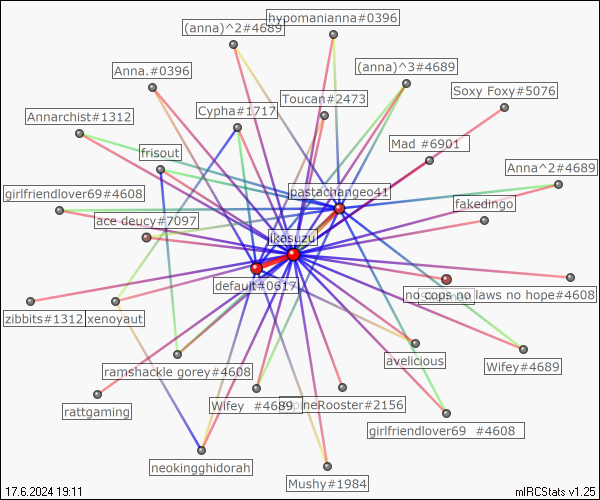 hypomanianna#0396
(anna)^2#4689
(anna)^3#4689
Anna.#0396
Soxy Foxy#5076
Toucan#2473
Cypha#1717
Annarchist#1312
Mad #6901
frisout
Anna^2#4689
pastachangeo41
girlfriendlover69#4608
fakedingo
ace deucy#7097
ikasuzu
default#0617
no cops no laws no hope#4608
zibbits#1312
xenoyaut
avelicious
Wifey#4689
ramshackle gorey#4608
Wifey #4689
neRooster#2156
rattgaming
girlfriendlover69 #4608
neokingghidorah
Mushy#1984
17.6.2024 19:11
mIRCStats v1.25